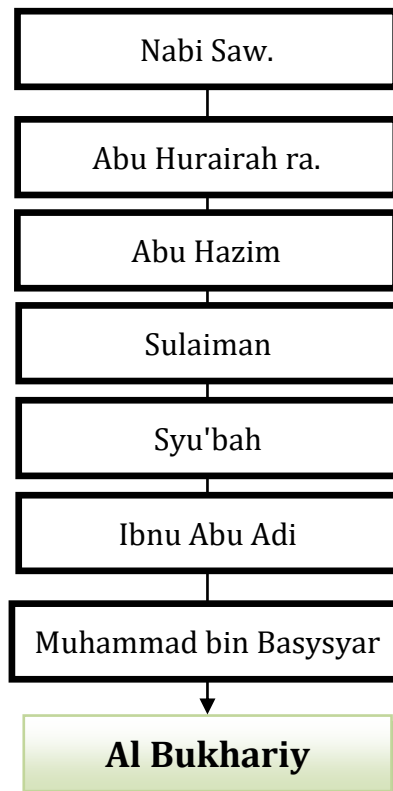 Nabi Saw.
Abu Hurairah ra.
Abu Hazim
Sulaiman
Syu'bah
Ibnu Abu Adi
Muhammad bin Basysyar
Al Bukhariy